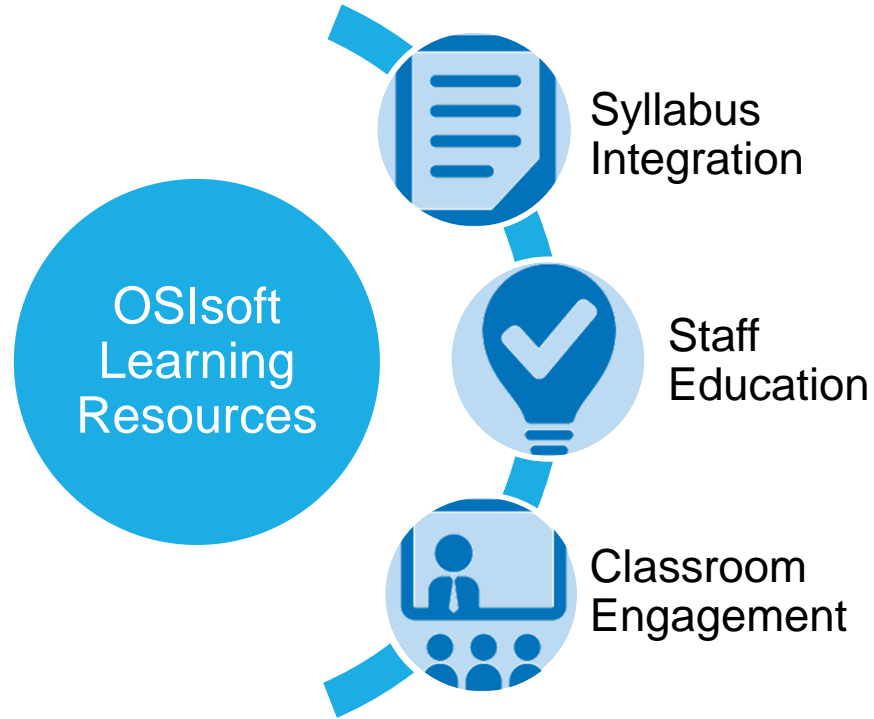 OSIsoft
Learning
Resources
Syllabus
Integration
Staff
Education
Classroom
Engagement